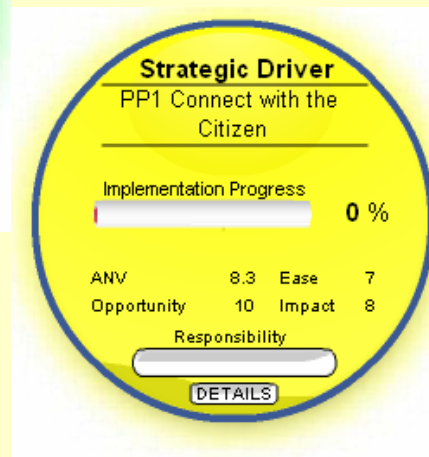 Strategic Driver
PP1 Connect with the
Citizen
Implementation Progress
0 %
ANV 8.3 Ease 7
Opportunity 10 Impact 8
Responsibility
DETAILS